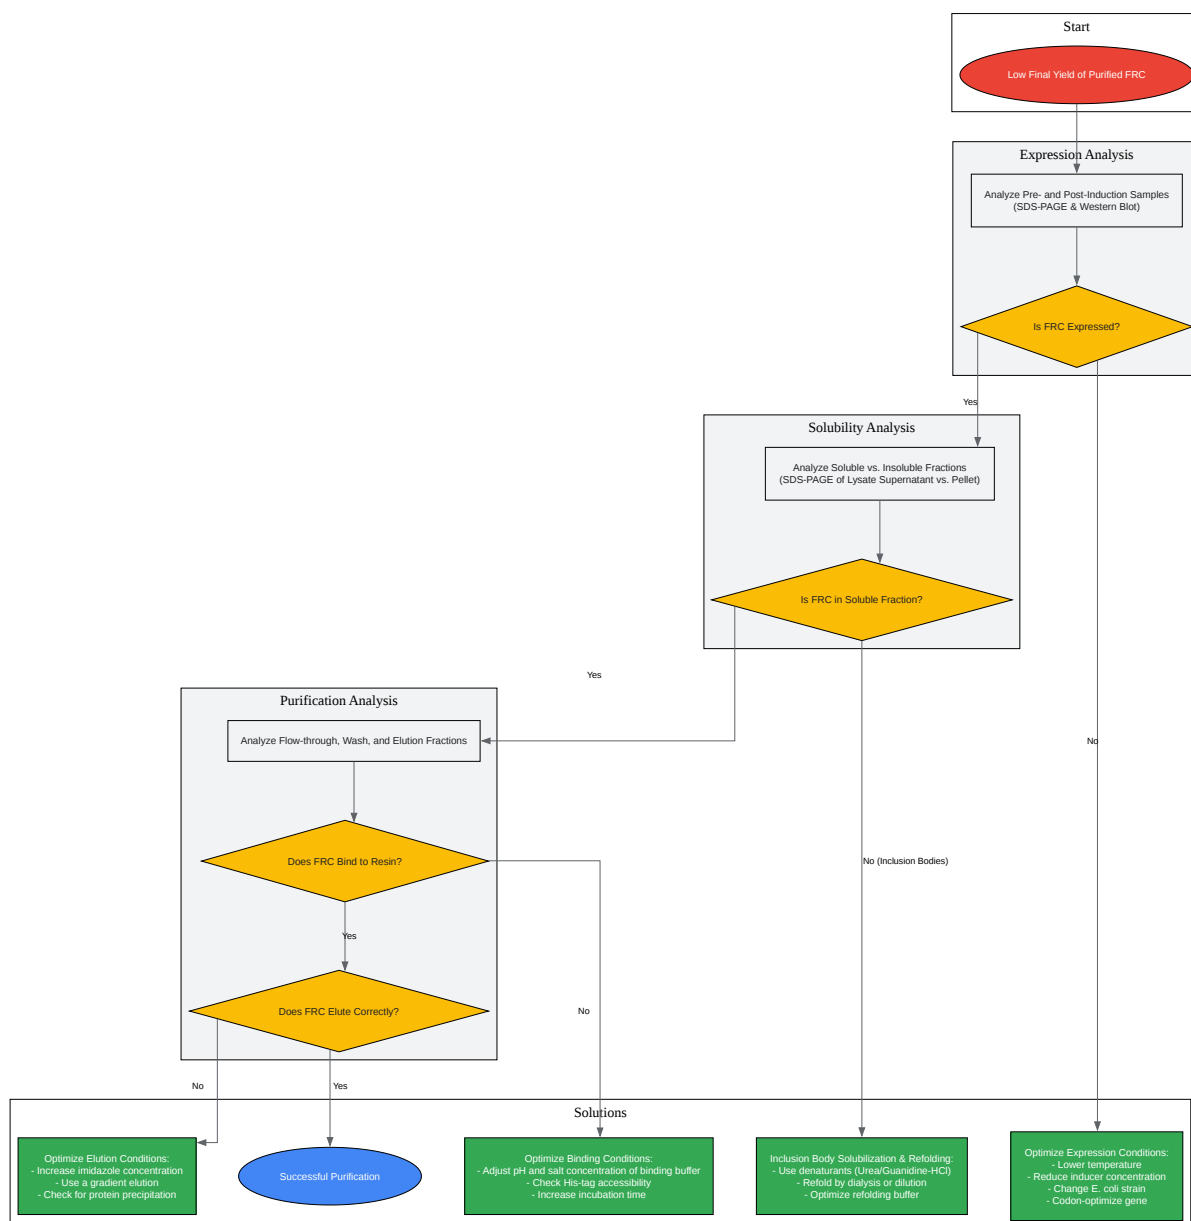 Start
Low Final Yield of Purified FRC
Expression Analysis
Analyze Pre- and Post-Induction Samples
(SDS-PAGE & Western Blot)
Is FRC Expressed?
Yes
No
Solubility Analysis
Analyze Soluble vs. Insoluble Fractions
(SDS-PAGE of Lysate Supernatant vs. Pellet)
Is FRC in Soluble Fraction?
Yes
No (Inclusion Bodies)
Purification Analysis
Analyze Flow-through, Wash, and Elution Fractions
Does FRC Bind to Resin?
Yes
No
Does FRC Elute Correctly?
No
Yes
Solutions
Optimize Elution Conditions:
- Increase imidazole concentration
- Use a gradient elution
- Check for protein precipitation
Successful Purification
Optimize Binding Conditions:
- Adjust pH and salt concentration of binding buffer
- Check His-tag accessibility
- Increase incubation time
Inclusion Body Solubilization & Refolding:
- Use denaturants (Urea/Guanidine-HCl)
- Refold by dialysis or dilution
- Optimize refolding buffer
Optimize Expression Conditions:
- Lower temperature
- Reduce inducer concentration
- Change E. coli strain
- Codon-optimize gene